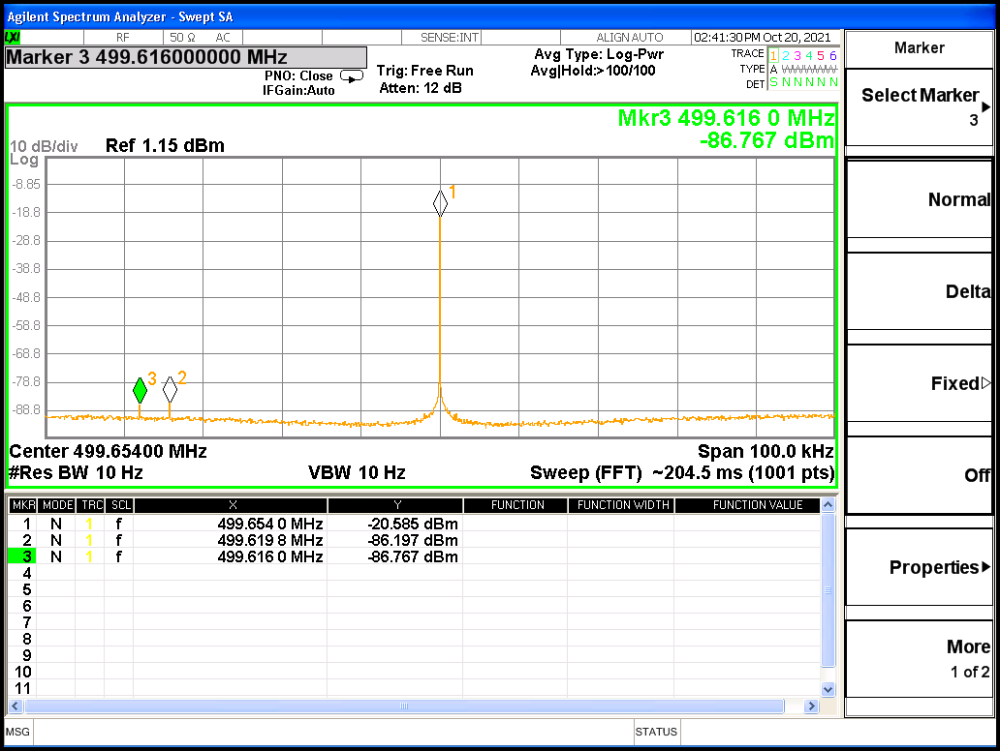 Agilent Spectrum Analyzer - Swept SA
LXI RF 50 Ω AC SENSE:INT ALIGN AUTO 02:41:30 PM Oct 20, 2021
Marker 3 499.616000000 MHz
PNO: Close
IFGain:Auto
Trig: Free Run
Atten: 12 dB
Avg Type: Log-Pwr
Avg|Hold:>100/100
TRACE 1 2 3 4 5 6
TYPE A WWWWW
DET S N N N N N
Mkr3 499.616 0 MHz
-86.767 dBm
10 dB/div
Log
Ref 1.15 dBm
-8.85
-18.8
-28.8
-38.8
-48.8
-58.8
-68.8
-78.8
-88.8
1
3 2
Center 499.65400 MHz Span 100.0 kHz
#Res BW 10 Hz VBW 10 Hz Sweep (FFT) ~204.5 ms (1001 pts)
MKR MODE TRC SCL X Y FUNCTION FUNCTION WIDTH FUNCTION VALUE
1 N 1 f 499.654 0 MHz -20.585 dBm
2 N 1 f 499.619 8 MHz -86.197 dBm
3 N 1 f 499.616 0 MHz -86.767 dBm
4
5
6
7
8
9
10
11
MSG STATUS
Marker
Select Marker
3
Normal
Delta
Fixed
Off
Properties
More
1 of 2